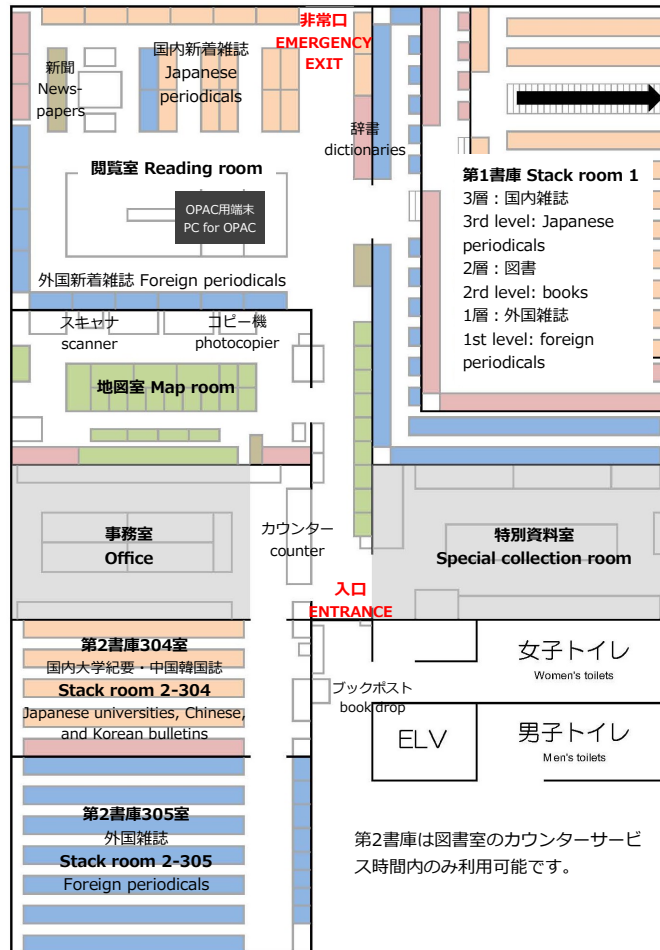 非常口
EMERGENCY
EXIT
国内新着雑誌
Japanese
periodicals
新聞
News-
papers
辞書
dictionaries
閲覧室 Reading room
OPAC用端末
PC for OPAC
外国新着雑誌 Foreign periodicals
第1書庫 Stack room 1
3層：国内雑誌
3rd level: Japanese
periodicals
2層：図書
2rd level: books
1層：外国雑誌
1st level: foreign
periodicals
スキャナ
scanner
コピー機
photocopier
地図室 Map room
事務室
Office
カウンター
counter
特別資料室
Special collection room
入口
ENTRANCE
第2書庫304室
国内大学紀要・中国韓国誌
Stack room 2-304
Japanese universities, Chinese,
and Korean bulletins
ブックポスト
book drop
女子トイレ
Women's toilets
ELV
男子トイレ
Men's toilets
第2書庫305室
外国雑誌
Stack room 2-305
Foreign periodicals
第2書庫は図書室のカウンターサービ
ス時間内のみ利用可能です。